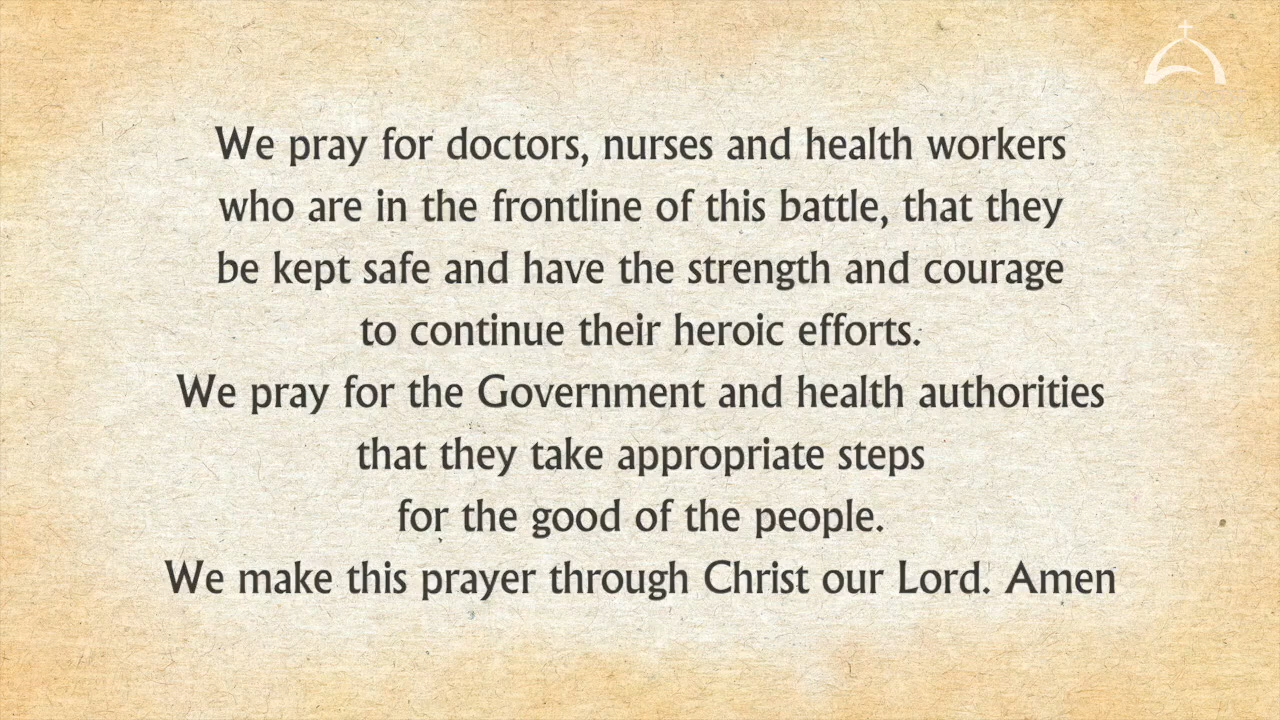 We pray for doctors, nurses and health workers
who are in the frontline of this battle, that they
be kept safe and have the strength and courage
to continue their heroic efforts.
We pray for the Government and health authorities
that they take appropriate steps
for the good of the people.
We make this prayer through Christ our Lord. Amen